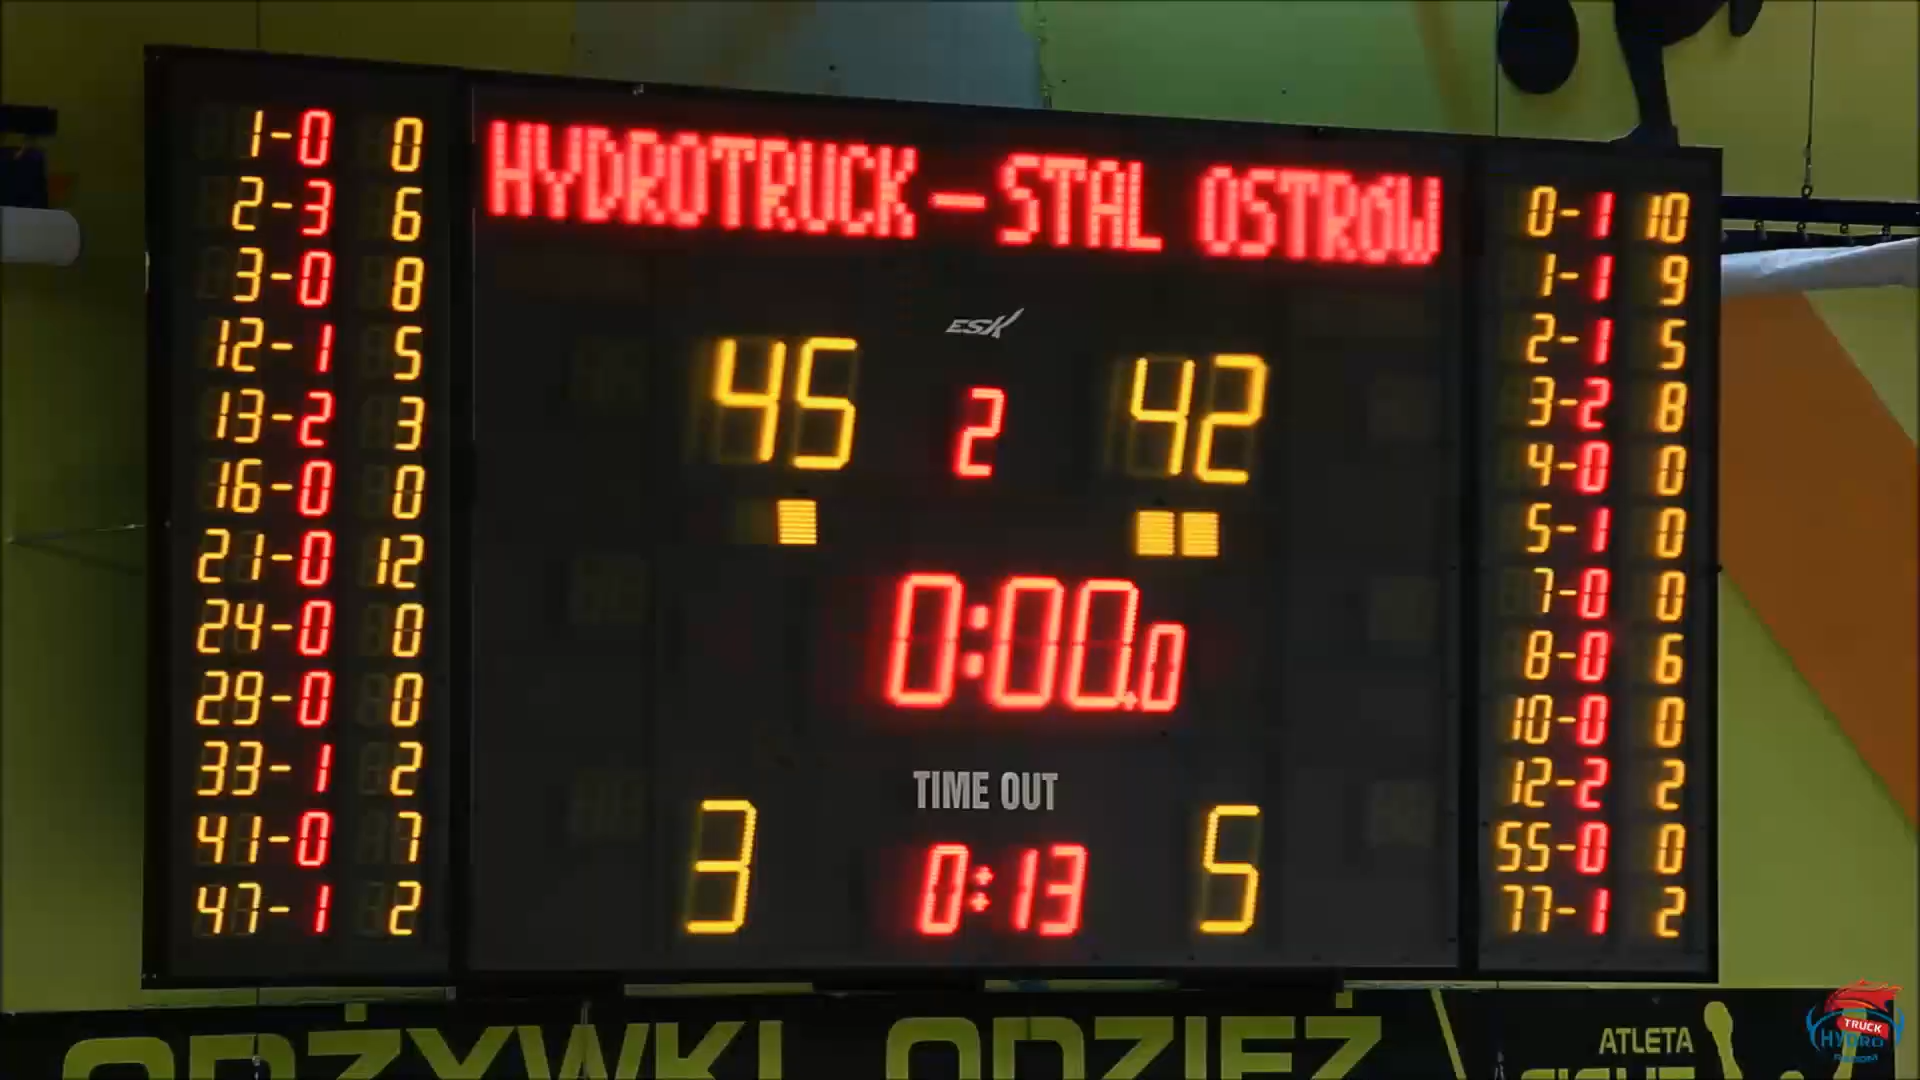 HYDROTRUCK-STAL OSTRÓW
1-0 0
2-3 6
3-0 8
12-1 5
13-2 3
16-0 0
21-0 12
24-0 0
29-0 0
33-1 2
41-0 7
47-1 2
ESK
45 2 42
0:00.0
TIME OUT
3 0:13 5
0-1 10
1-1 9
2-1 5
3-2 8
4-0 0
5-1 0
7-0 0
8-0 6
10-0 0
12-2 2
55-0 0
77-1 2
ODŻYWKI ODZIEŻ
ATLETA
TRUCK
HYDRO